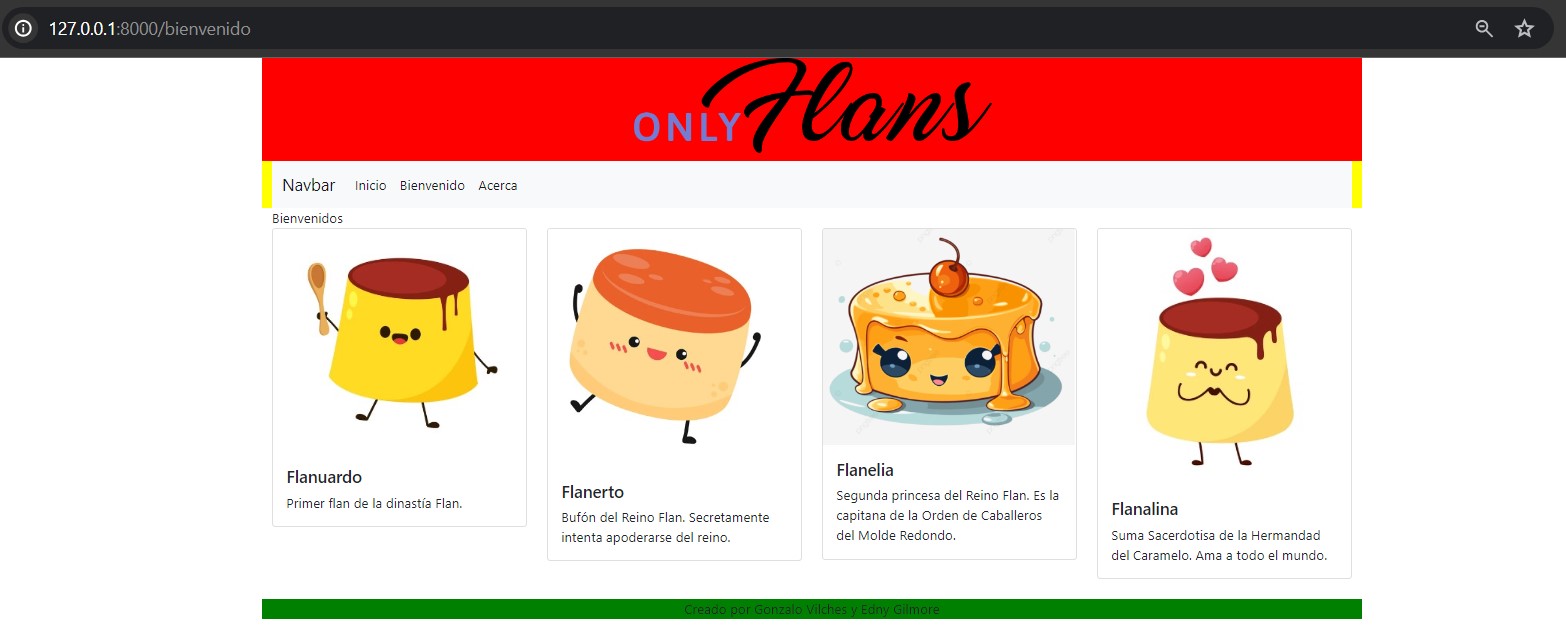 127.0.0.1:8000/bienvenido
ONLY Flans
Navbar Inicio Bienvenido Acerca
Bienvenidos
Flanuardo
Primer flan de la dinastía Flan.
Flanerto
Bufón del Reino Flan. Secretamente
intenta apoderarse del reino.
Flanelia
Segunda princesa del Reino Flan. Es la
capitana de la Orden de Caballeros
del Molde Redondo.
Flanalina
Suma Sacerdotisa de la Hermandad
del Caramelo. Ama a todo el mundo.
Creado por Gonzalo Vilches y Edny Gilmore